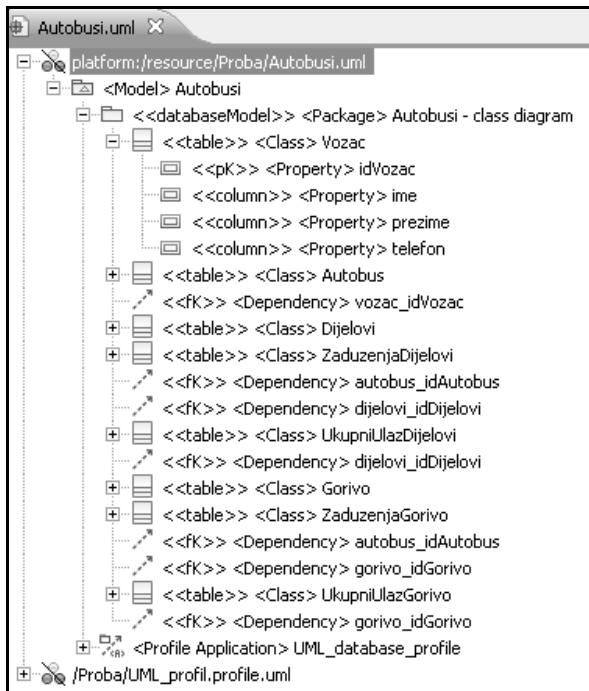 Autobusi.uml
platform:/resource/Proba/Autobusi.uml
<Model> Autobusi
<<databaseModel>> <Package> Autobusi - class diagram
<<table>> <Class> Vozac
<<pK>> <Property> idVozac
<<column>> <Property> ime
<<column>> <Property> prezime
<<column>> <Property> telefon
<<table>> <Class> Autobus
<<fK>> <Dependency> vozac_idVozac
<<table>> <Class> Dijelovi
<<table>> <Class> ZaduzenjaDijelovi
<<fK>> <Dependency> autobus_idAutobus
<<fK>> <Dependency> dijelovi_idDijelovi
<<table>> <Class> UkupniUlazDijelovi
<<fK>> <Dependency> dijelovi_idDijelovi
<<table>> <Class> Gorivo
<<table>> <Class> ZaduzenjaGorivo
<<fK>> <Dependency> autobus_idAutobus
<<fK>> <Dependency> gorivo_idGorivo
<<table>> <Class> UkupniUlazGorivo
<<fK>> <Dependency> gorivo_idGorivo
<Profile Application> UML_database_profile
/Proba/UML_profil.profile.uml